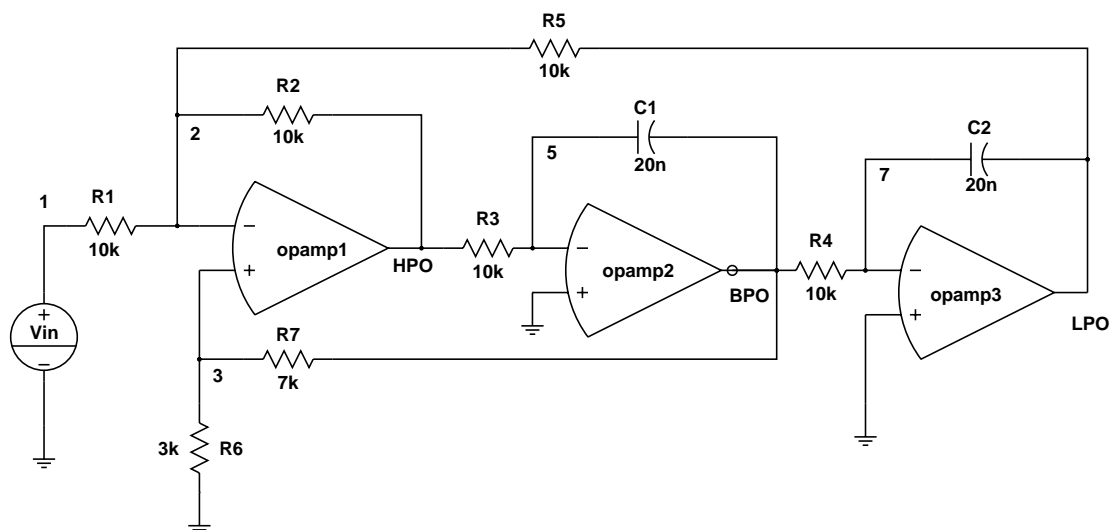 R5
10k
R2
10k
2
C1
20n
5
C2
20n
7
1
R1
10k
−
+
opamp1
HPO
R3
10k
−
+
opamp2
BPO
R4
10k
−
+
opamp3
LPO
+
Vin
−
R7
7k
3
3k
R6